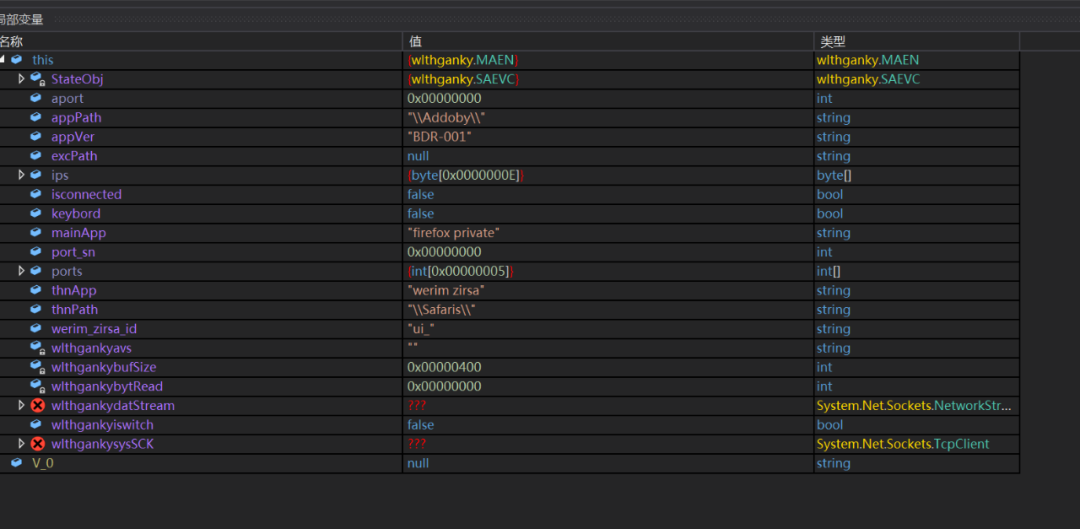 局部变量
名称 值 类型
this {wlthganky.MAEN} wlthganky.MAEN
StateObj {wlthganky.SAEVC} wlthganky.SAEVC
aport 0x00000000 int
appPath "\\Addoby\\" string
appVer "BDR-001" string
excPath null string
ips {byte[0x0000000E]} byte[]
isconnected false bool
keybord false bool
mainApp "firefox private" string
port_sn 0x00000000 int
ports {int[0x00000005]} int[]
thnApp "werim zirsa" string
thnPath "\\Safaris\\" string
werim_zirsa_id "ui_" string
wlthgankyavs "" string
wlthgankybufSize 0x00000400 int
wlthgankybytRead 0x00000000 int
wlthgankydatStream ??? System.Net.Sockets.NetworkStr...
wlthgankyiswitch false bool
wlthgankysysSCK ??? System.Net.Sockets.TcpClient
V_0 null string